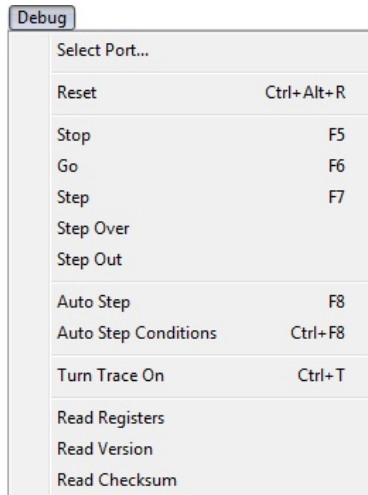 Debug
Select Port...
Reset Ctrl+Alt+R
Stop F5
Go F6
Step F7
Step Over
Step Out
Auto Step F8
Auto Step Conditions Ctrl+F8
Turn Trace On Ctrl+T
Read Registers
Read Version
Read Checksum